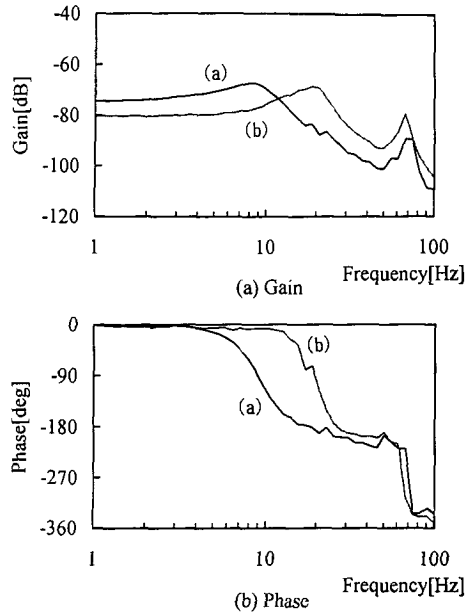 -40
-60
-80
-100
-120
Gain[dB]
(a)
(b)
1
10
100
Frequency[Hz]
(a) Gain
0
-90
-180
-270
-360
Phase[deg]
(b)
(a)
1
10
100
Frequency[Hz]
(b) Phase